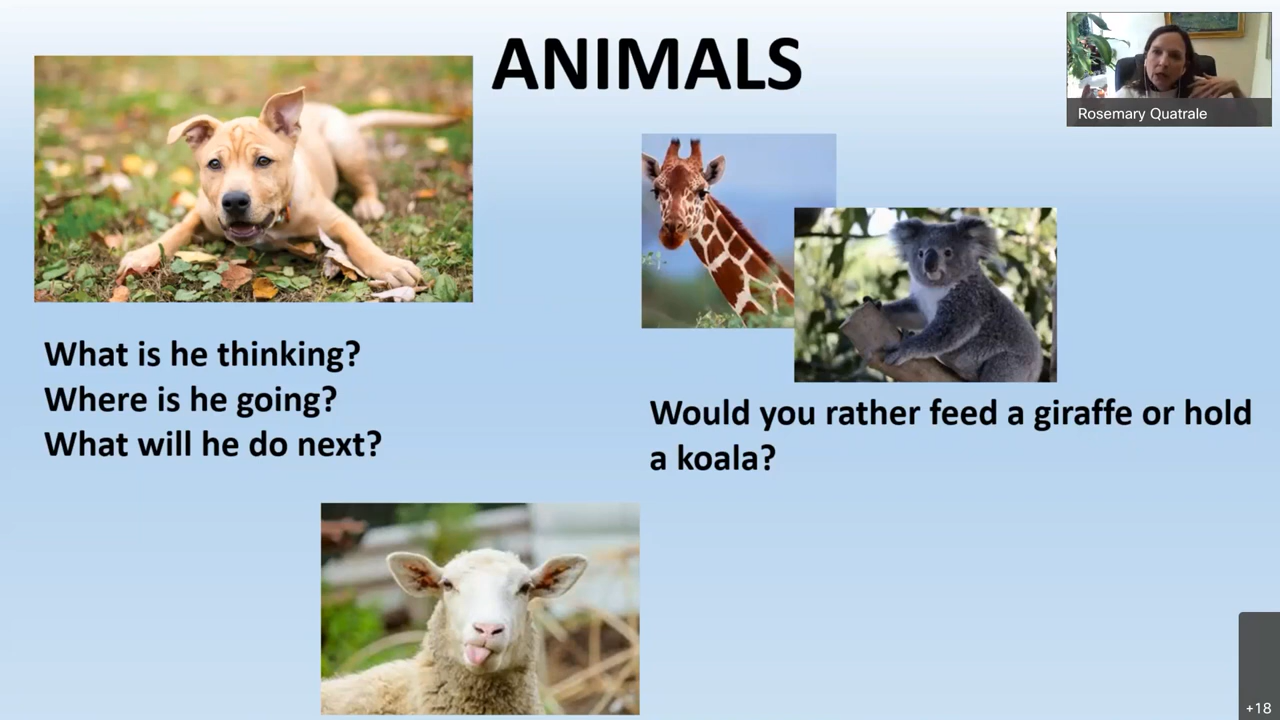 ANIMALS
Rosemary Quatrale
What is he thinking?
Where is he going?
What will he do next?
Would you rather feed a giraffe or hold
a koala?
+18